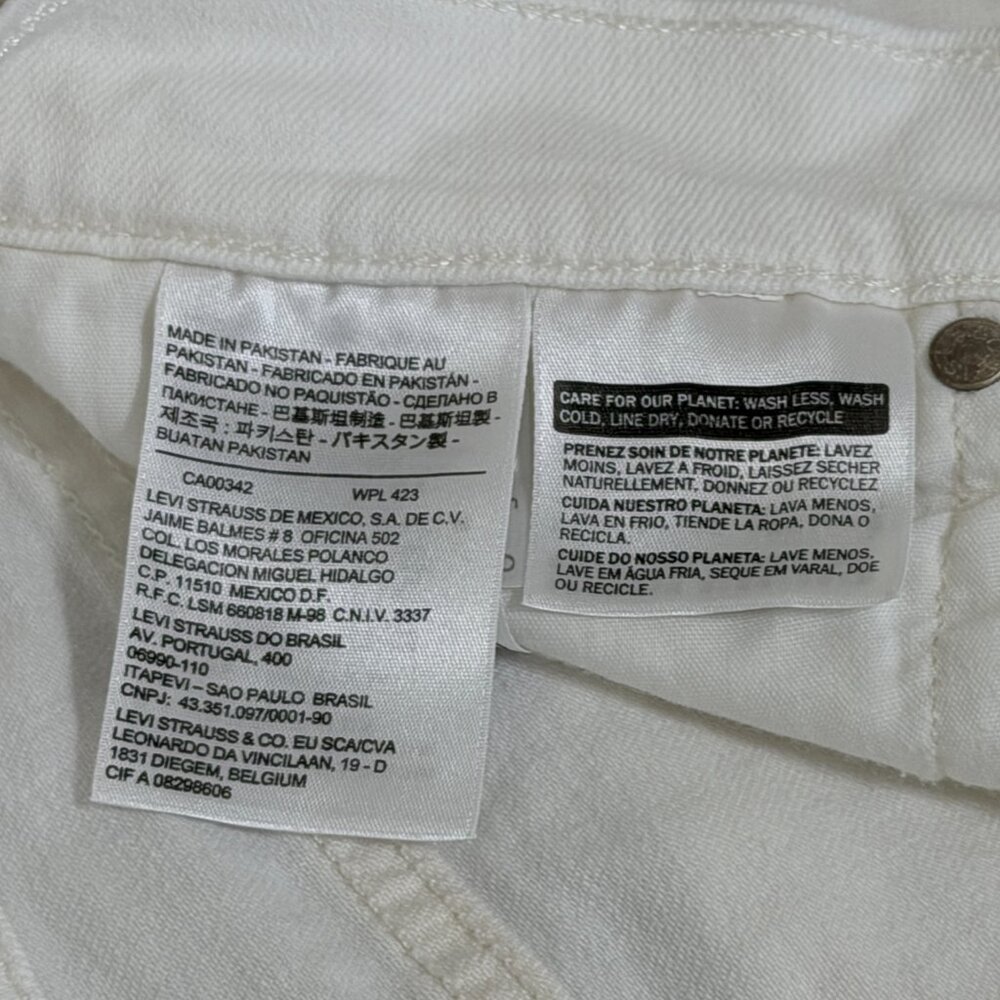 MADE IN PAKISTAN - FABRIQUE AU
PAKISTAN - FABRICADO EN PAKISTÁN -
FABRICADO NO PAQUISTÃO - СДЕЛАНО В
ПАКИСТАНЕ - 巴基斯坦制造 - 巴基斯坦製 -
제조국 : 파키스탄 - パキスタン製 -
BUATAN PAKISTAN
CA00342 WPL 423
LEVI STRAUSS DE MEXICO, S.A. DE C.V.
JAIME BALMES # 8 OFICINA 502
COL. LOS MORALES POLANCO
DELEGACION MIGUEL HIDALGO
C.P. 11510 MEXICO D.F.
R.F.C. LSM 660818 M-98 C.N.I.V. 3337
LEVI STRAUSS DO BRASIL
AV. PORTUGAL, 400
06990-110
ITAPEVI – SAO PAULO BRASIL
CNPJ: 43.351.097/0001-90
LEVI STRAUSS & CO. EU SCA/CVA
LEONARDO DA VINCILAAN, 19 - D
1831 DIEGEM, BELGIUM
CIF A 08298606
CARE FOR OUR PLANET: WASH LESS, WASH
COLD, LINE DRY, DONATE OR RECYCLE
PRENEZ SOIN DE NOTRE PLANETE: LAVEZ
MOINS, LAVEZ A FROID, LAISSEZ SECHER
NATURELLEMENT, DONNEZ OU RECYCLEZ
CUIDA NUESTRO PLANETA: LAVA MENOS,
LAVA EN FRIO, TIENDE LA ROPA, DONA O
RECICLA.
CUIDE DO NOSSO PLANETA: LAVE MENOS,
LAVE EM ÁGUA FRIA, SEQUE EM VARAL, DOE
OU RECICLE.